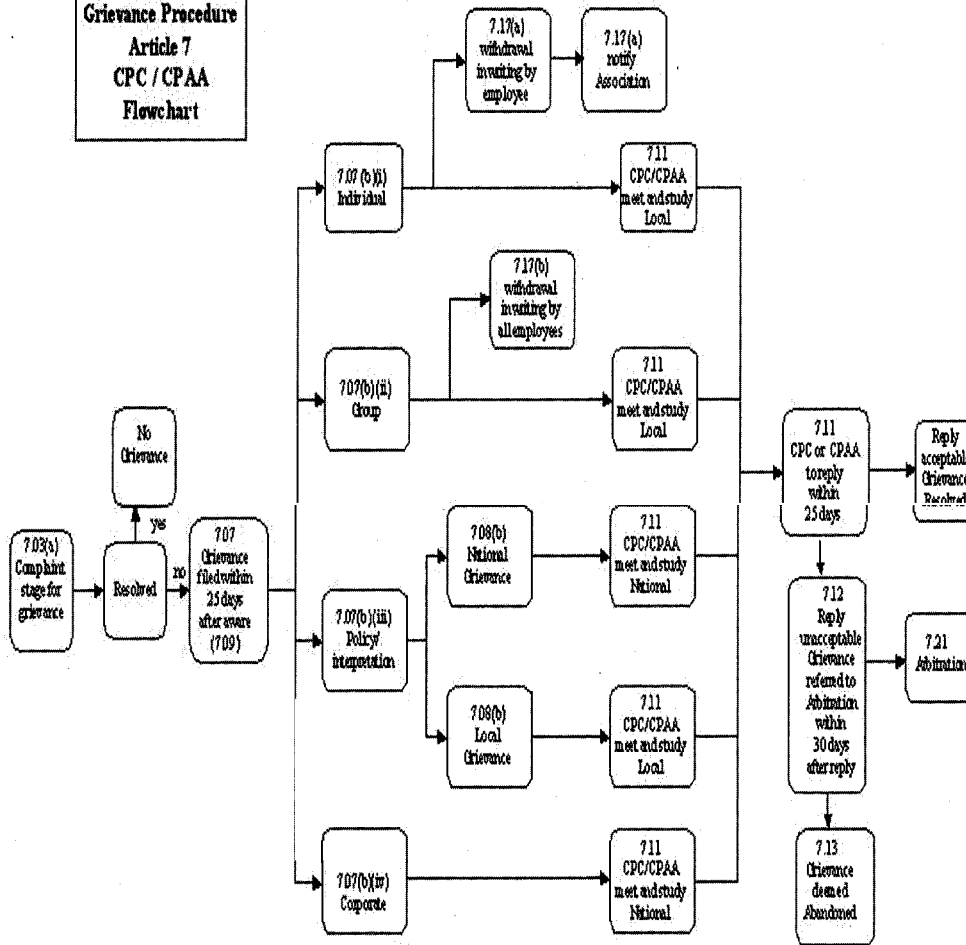 Grievance Procedure
Article 7
CPC / CPAA
Flowchart
7.17(a)
withdrawal
in writing by
employee
7.17(a)
notify
Association
7.07(b)(i)
Individual
7.11
CPC/CPAA
meet and study
Local
7.17(b)
withdrawal
in writing by
all employees
7.07(b)(ii)
Group
7.11
CPC/CPAA
meet and study
Local
No
Grievance
yes
7.03(a)
Complaint
stage for
grievance
Resolved
no
7.07
Grievance
filed within
25 days
after aware
(7.09)
7.07(b)(iii)
Policy/
interpretation
7.08(b)
National
Grievance
7.11
CPC/CPAA
meet and study
National
7.08(b)
Local
Grievance
7.11
CPC/CPAA
meet and study
Local
7.07(b)(iv)
Corporate
7.11
CPC/CPAA
meet and study
National
7.11
CPC or CPAA
to reply
within
25 days
Reply
acceptable
Grievance
Resolved
7.12
Reply
unacceptable
Grievance
referred to
Arbitration
within
30 days
after reply
7.21
Arbitration
7.13
Grievance
deemed
Abandoned